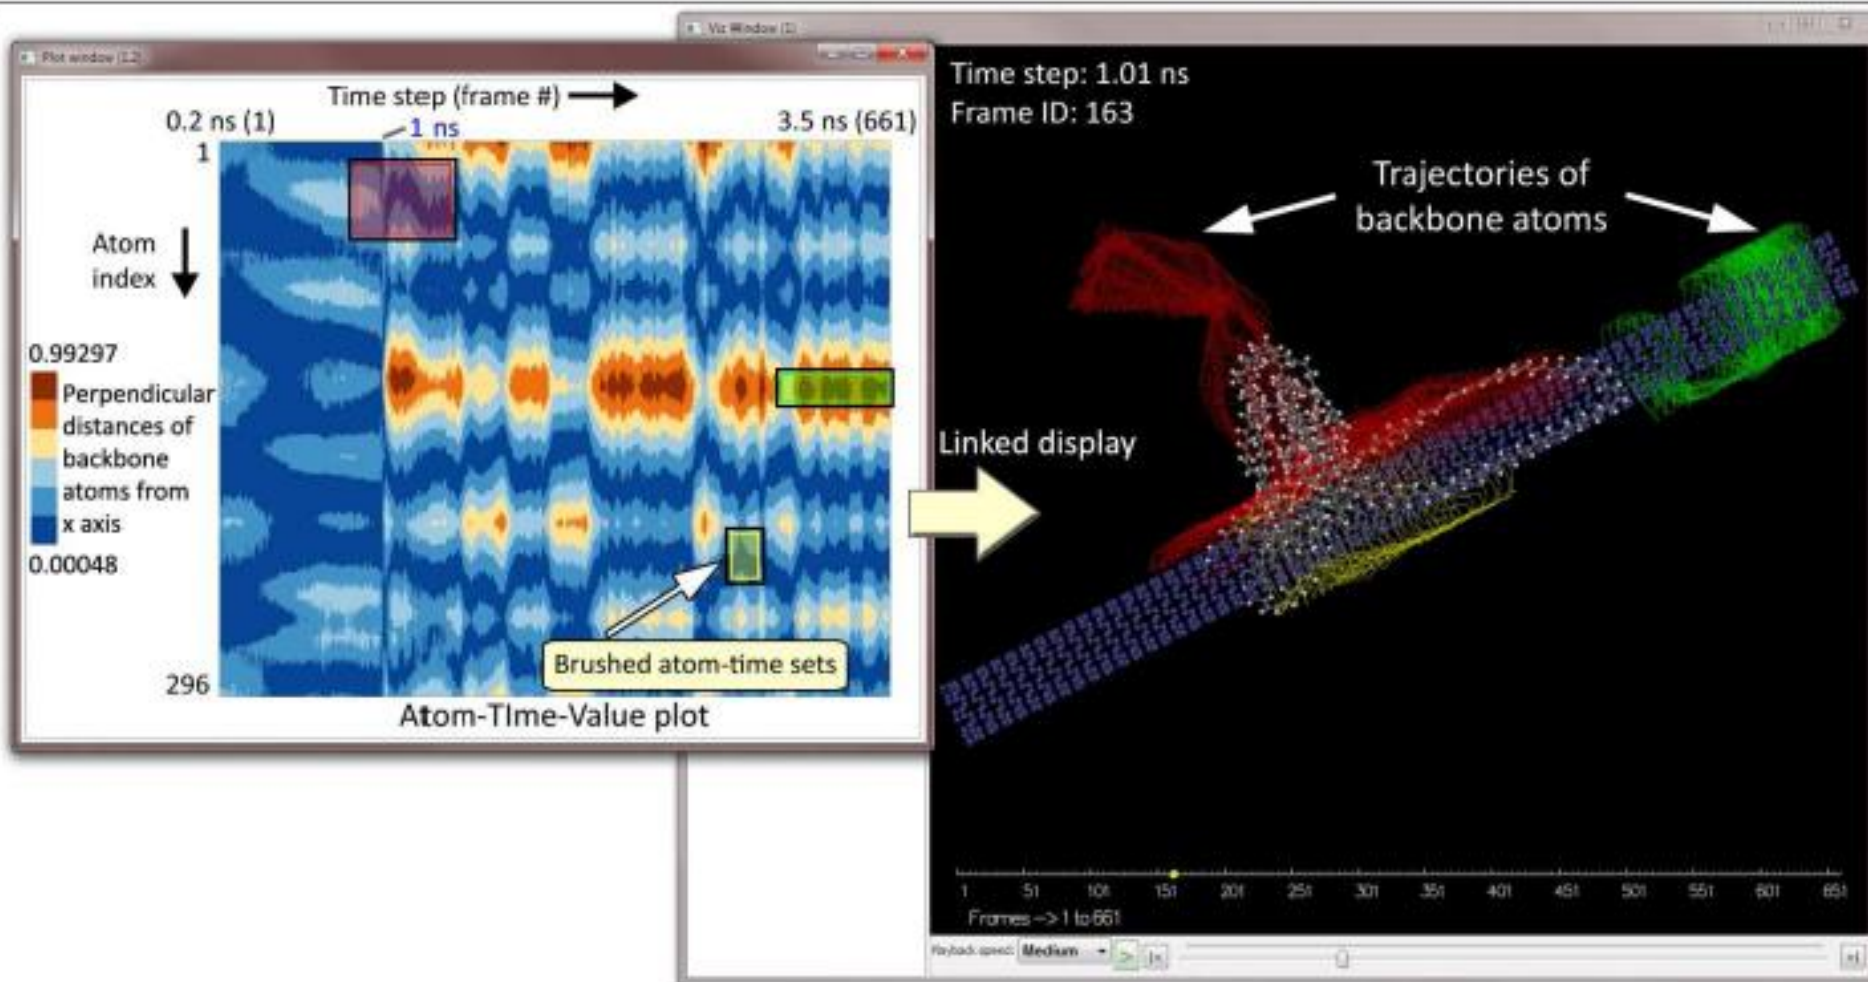 Viz Window (1)
Plot window (1.2)
Time step (frame #)
0.2 ns (1)
1 ns
3.5 ns (661)
1
Atom
index
0.99297
Perpendicular
distances of
backbone
atoms from
x axis
0.00048
296
Brushed atom-time sets
Atom-TIme-Value plot
Time step: 1.01 ns
Frame ID: 163
Trajectories of
backbone atoms
Linked display
1 51 101 151 201 251 301 351 401 451 501 551 601 651
Frames --> 1 to 661
Playback speed: Medium